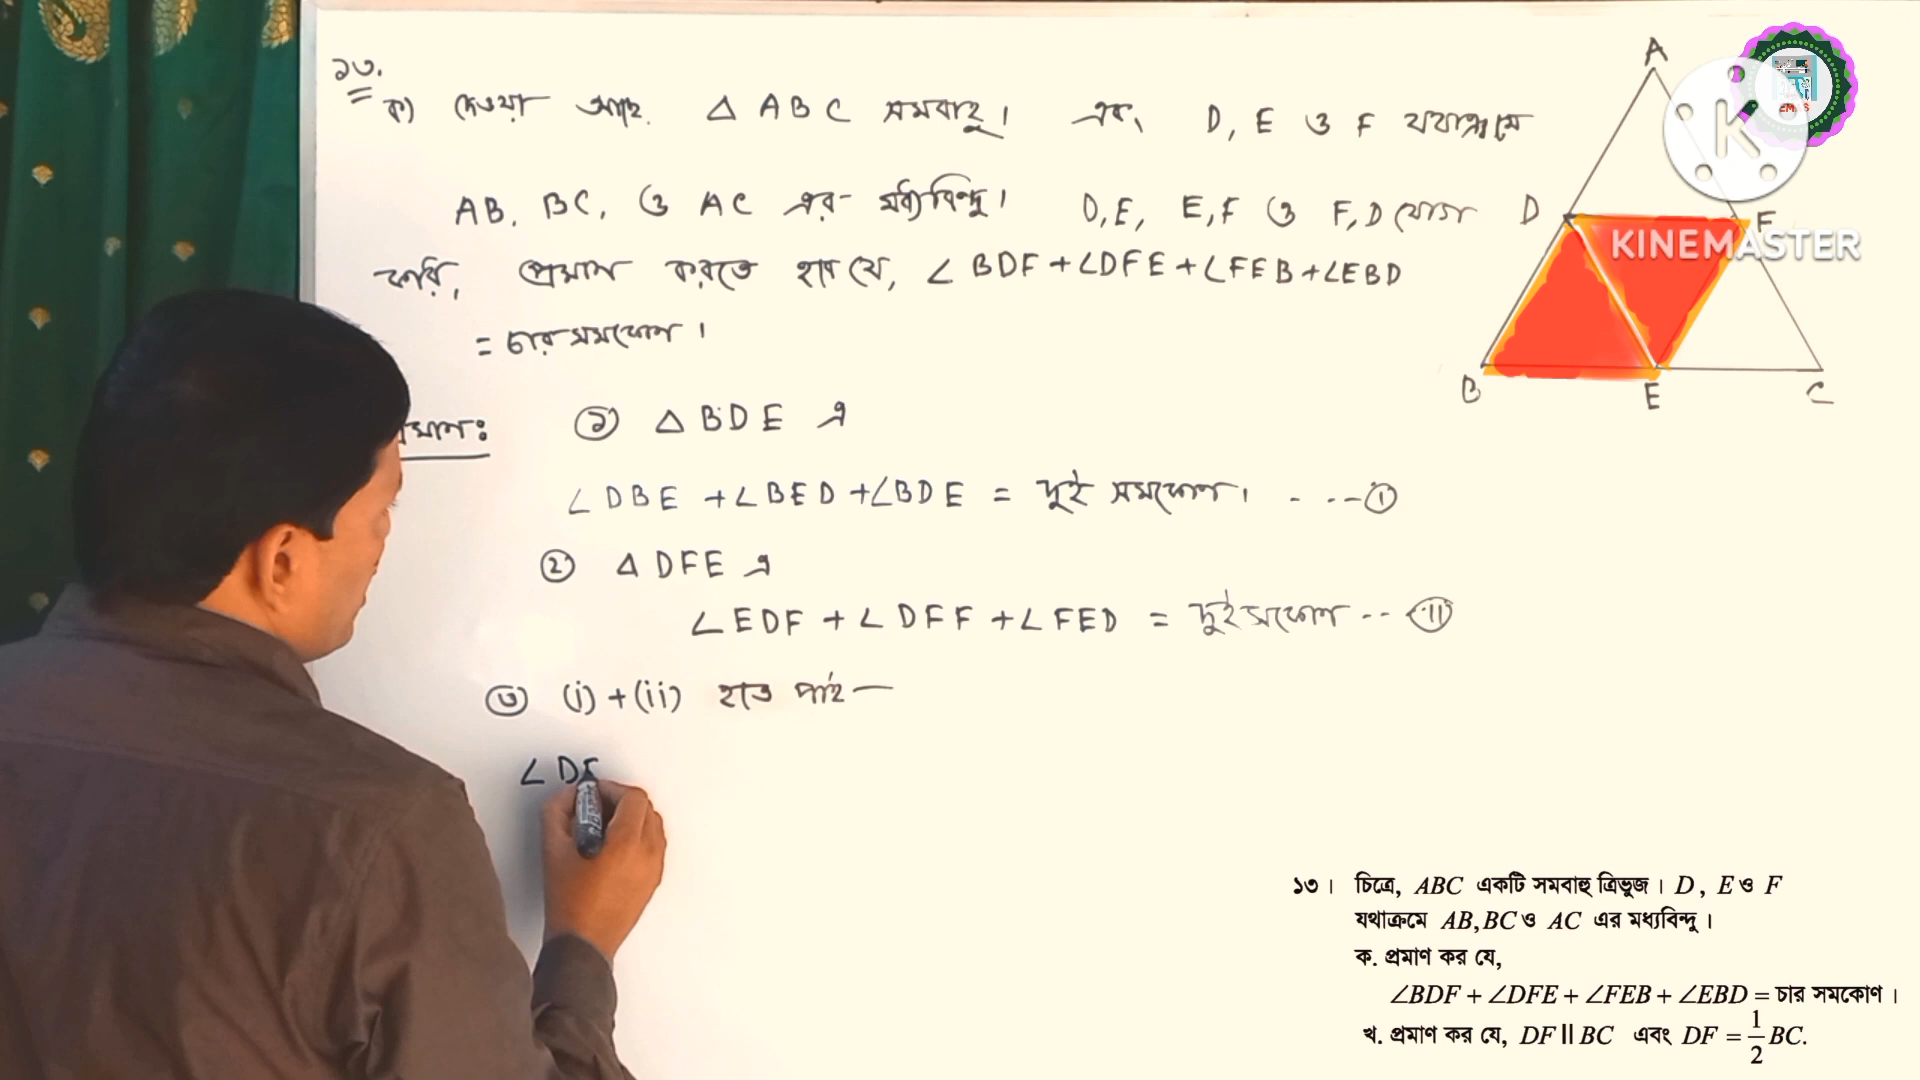 ১৩.
ক) দেওয়া আছে. △ ABC সমবাহু। এবং D, E ও F যথাক্রমে
AB, BC, ও AC এর মধ্যবিন্দু। D,E, E,F ও F,D যোগ
করি, প্রমাণ করতে হবে যে, ∠BDF+∠DFE+∠FEB+∠EBD
= চার সমকোণ।
মাণঃ
① △ BDE এ
∠DBE +∠BED +∠BDE = দুই সমকোণ। - - -- ①
② △ DFE এ
∠EDF + ∠DFF + ∠FED = দুইসকোণ -- (ii)
③ (i) + (ii) হতে পাই—
∠ D
A
D
F
B
E
C
K
KINEMASTER
১৩। চিত্রে, ABC একটি সমবাহু ত্রিভুজ। D, E ও F
যথাক্রমে AB, BC ও AC এর মধ্যবিন্দু।
ক. প্রমাণ কর যে,
∠BDF + ∠DFE + ∠FEB + ∠EBD = চার সমকোণ।
খ. প্রমাণ কর যে, DF || BC এবং DF = 1/2 BC.